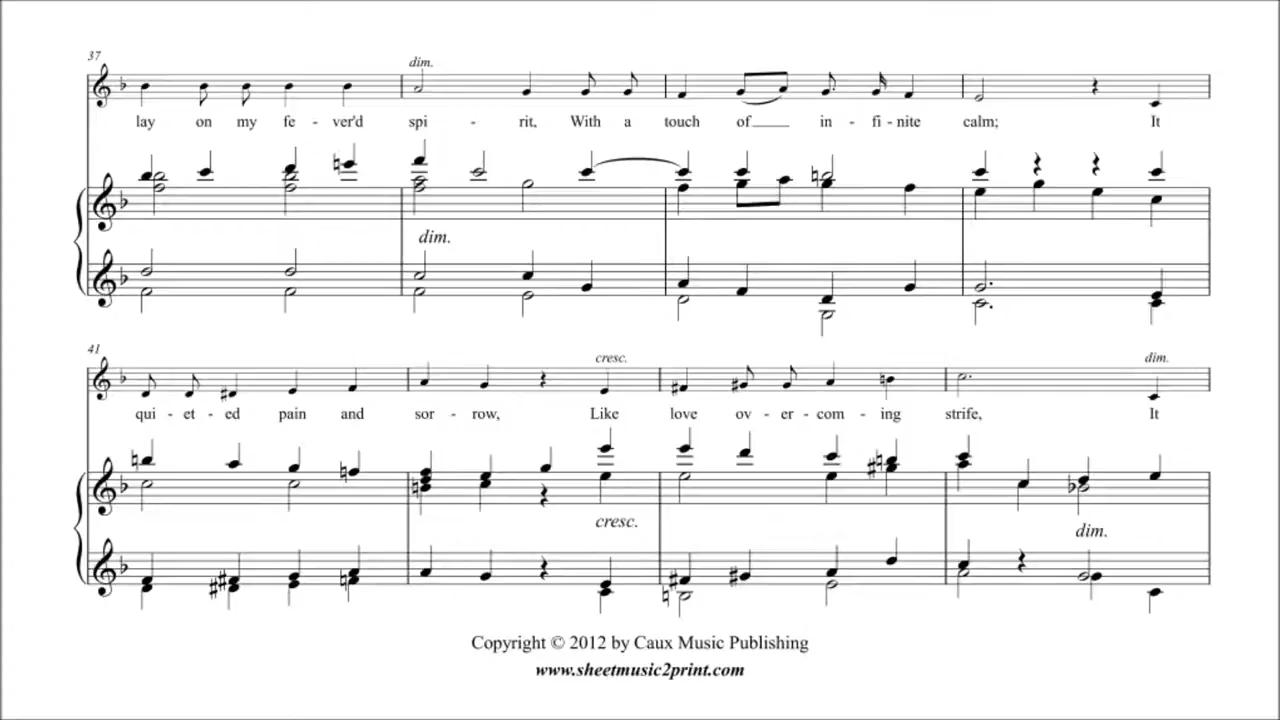 37
dim.
lay on my fe - ver'd spi - rit, With a touch of in - fi - nite calm; It
dim.
41
cresc. dim.
qui - et - ed pain and sor - row, Like love ov - er - com - ing strife, It
cresc. dim.
Copyright © 2012 by Caux Music Publishing
www.sheetmusic2print.com